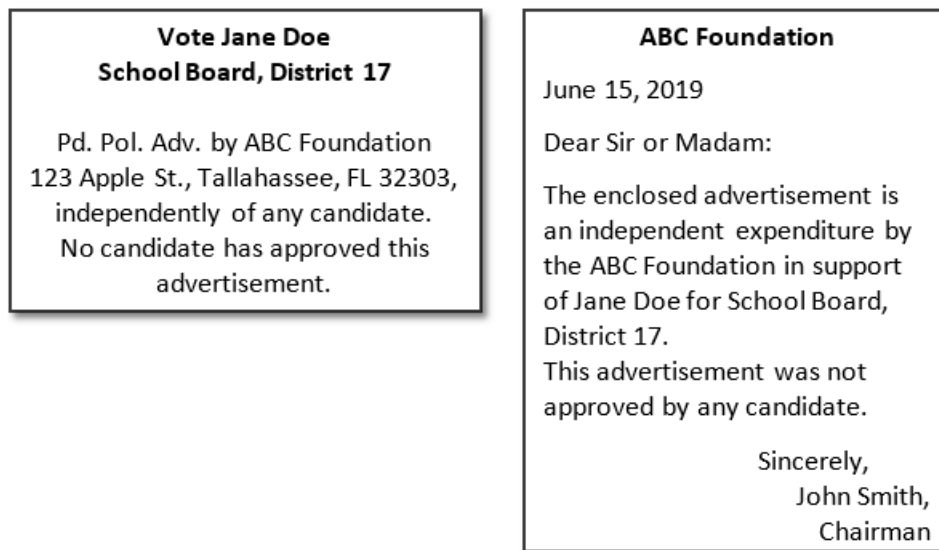 Vote Jane Doe
School Board, District 17
Pd. Pol. Adv. by ABC Foundation
123 Apple St., Tallahassee, FL 32303,
independently of any candidate.
No candidate has approved this
advertisement.
ABC Foundation
June 15, 2019
Dear Sir or Madam:
The enclosed advertisement is
an independent expenditure by
the ABC Foundation in support
of Jane Doe for School Board,
District 17.
This advertisement was not
approved by any candidate.
Sincerely,
John Smith,
Chairman